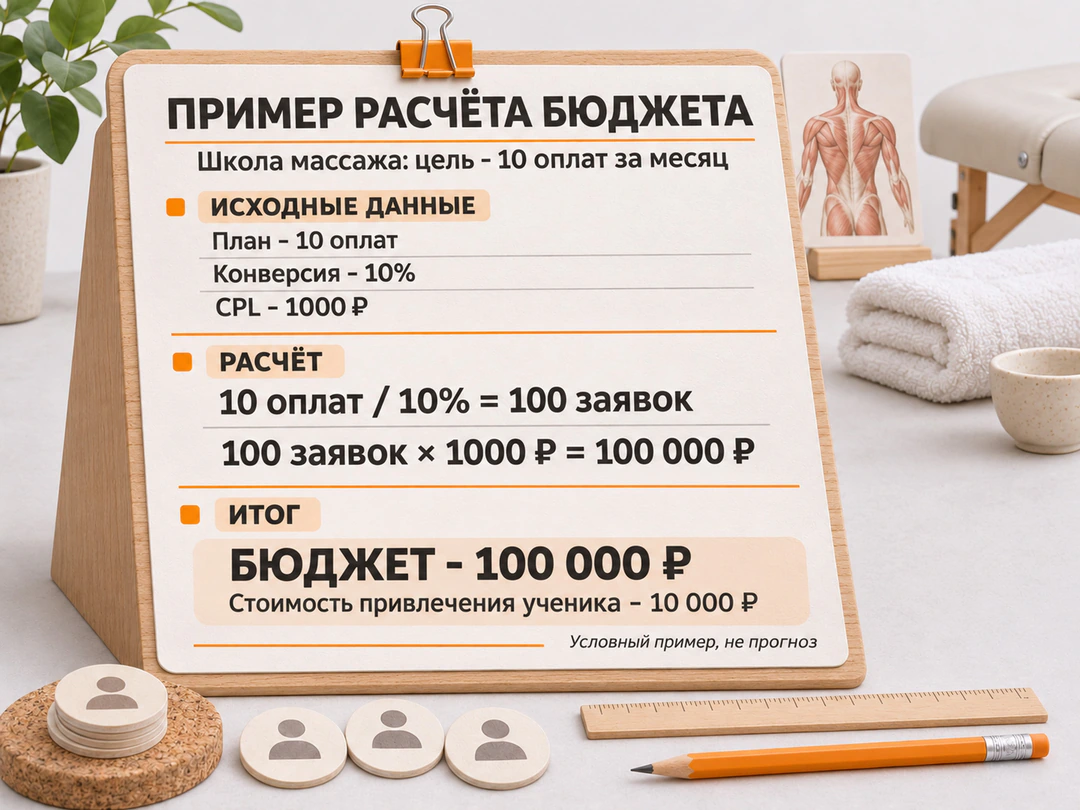 ПРИМЕР РАСЧЁТА БЮДЖЕТА
Школа массажа: цель - 10 оплат за месяц
ИСХОДНЫЕ ДАННЫЕ
План - 10 оплат
Конверсия - 10%
CPL - 1000 ₽
РАСЧЁТ
10 оплат / 10% = 100 заявок
100 заявок × 1000 ₽ = 100 000 ₽
ИТОГ
БЮДЖЕТ - 100 000 ₽
Стоимость привлечения ученика - 10 000 ₽
Условный пример, не прогноз